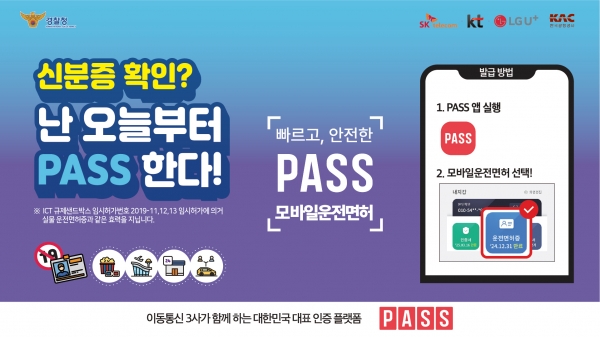 경찰청
SK telecom
kt
LG U+
KAC
한국공항공사
신분증 확인?
난 오늘부터
PASS 한다!
※ ICT 규제샌드박스 임시허가번호 2019-11,12,13 임시허가에 의거
실물 운전면허증과 같은 효력을 지닙니다.
19
24
빠르고, 안전한
PASS
모바일운전면허
발급 방법
1. PASS 앱 실행
PASS
2. 모바일운전면허 선택!
내지갑
운전면허증
'24.12.31 만료
이동통신 3사가 함께 하는 대한민국 대표 인증 플랫폼
PASS